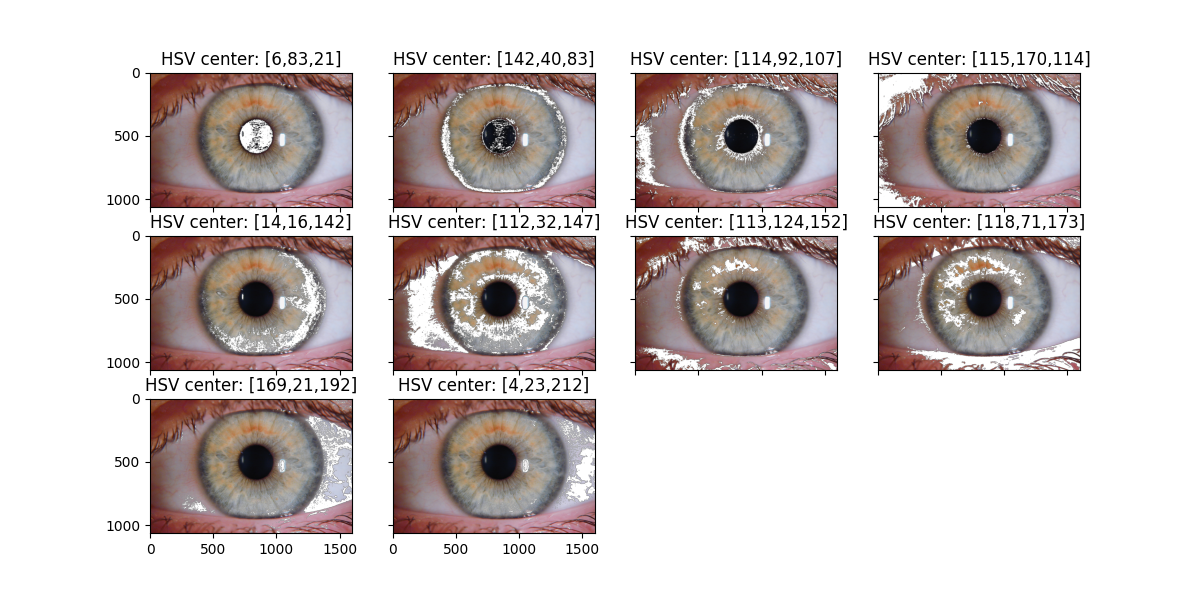 HSV center: [6,83,21]
HSV center: [142,40,83]
HSV center: [114,92,107]
HSV center: [115,170,114]
0
500
1000
HSV center: [14,16,142]
HSV center: [112,32,147]
HSV center: [113,124,152]
HSV center: [118,71,173]
0
500
1000
HSV center: [169,21,192]
HSV center: [4,23,212]
0
500
1000
0 500 1000 1500
0 500 1000 1500